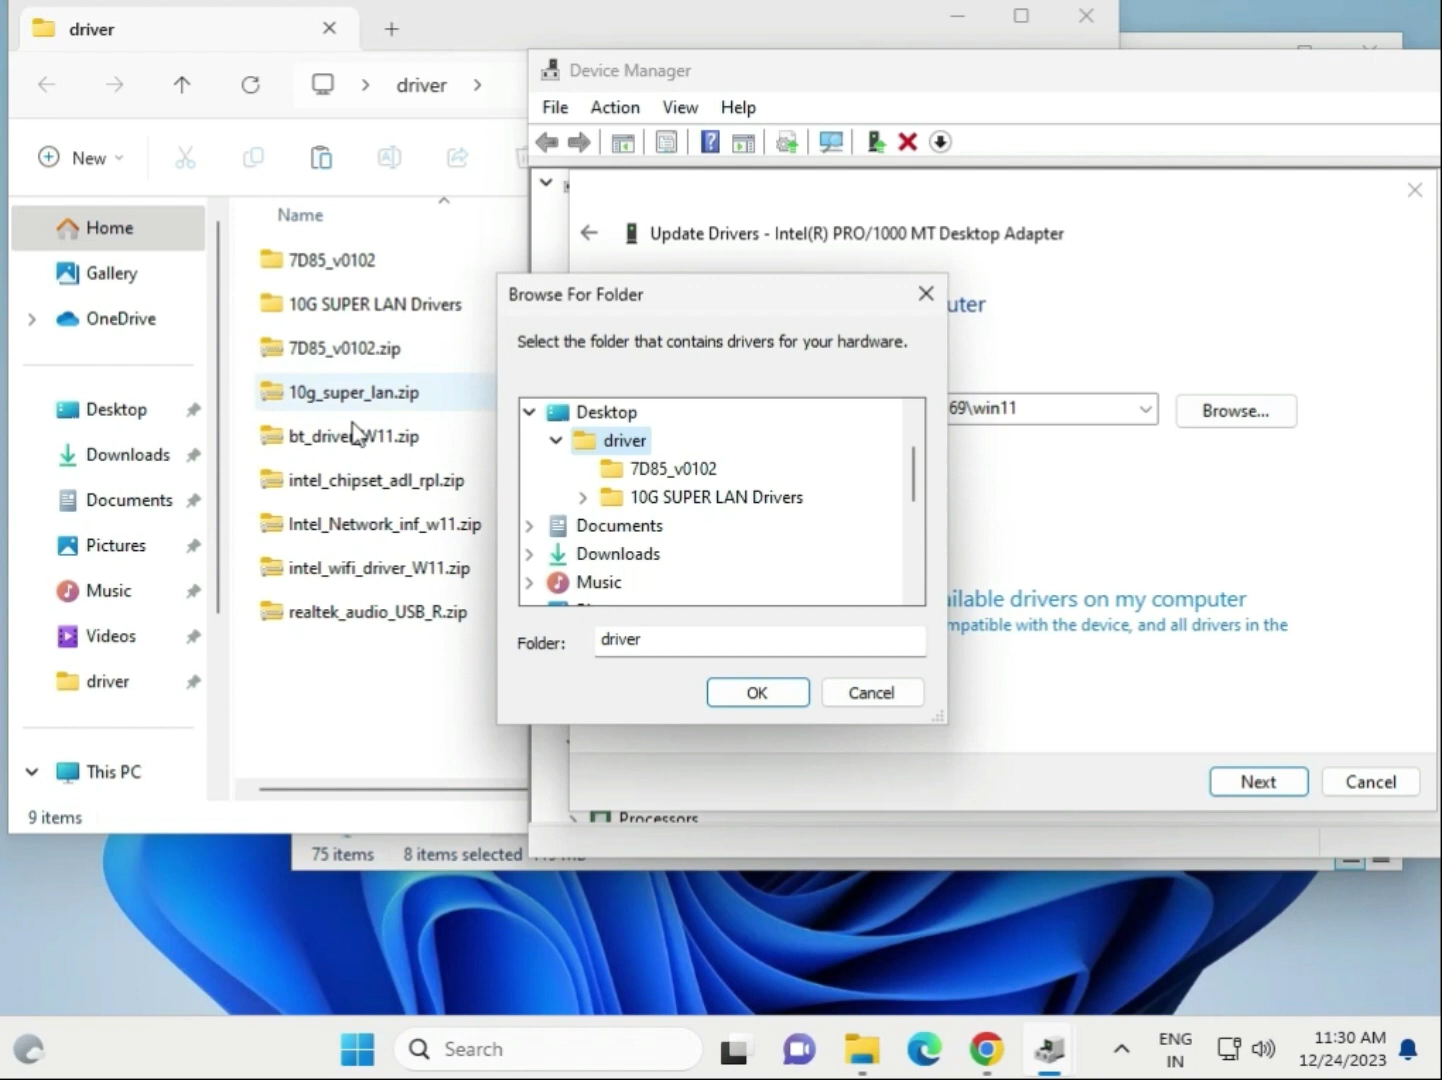 driver
driver
New
Name
Home
Gallery
OneDrive
Desktop
Downloads
Documents
Pictures
Music
Videos
driver
This PC
7D85_v0102
10G SUPER LAN Drivers
7D85_v0102.zip
10g_super_lan.zip
bt_driver_W11.zip
intel_chipset_adl_rpl.zip
Intel_Network_inf_w11.zip
intel_wifi_driver_W11.zip
realtek_audio_USB_R.zip
9 items
75 items 8 items selected
Device Manager
File Action View Help
Update Drivers - Intel(R) PRO/1000 MT Desktop Adapter
uter
69\win11
Browse...
ilable drivers on my computer
mpatible with the device, and all drivers in the
Next Cancel
Processors
Browse For Folder
Select the folder that contains drivers for your hardware.
Desktop
driver
7D85_v0102
10G SUPER LAN Drivers
Documents
Downloads
Music
Folder: driver
OK Cancel
Search
ENG
IN
11:30 AM
12/24/2023